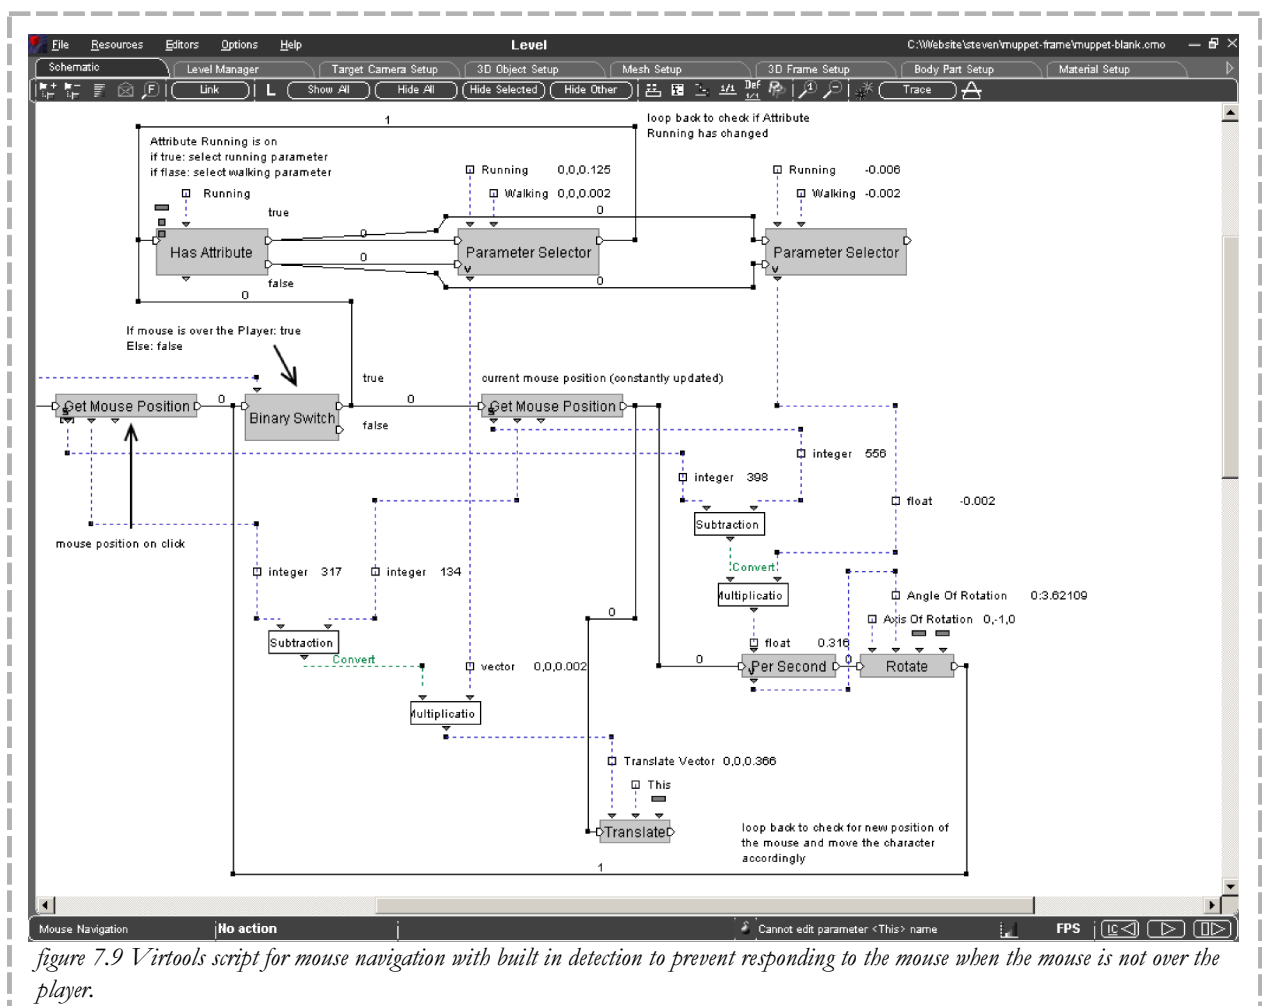 File Resources Editors Options Help Level C:\Website\steven\muppet-frame\muppet-blank.cmo
Schematic Level Manager Target Camera Setup 3D Object Setup Mesh Setup 3D Frame Setup Body Part Setup Material Setup
Link L Show All Hide All Hide Selected Hide Other 1/1 Def 1/1 Trace
1
loop back to check if Attribute
Running has changed
Attribute Running is on
if true: select running parameter
if flase: select walking parameter
Running 0,0,0.125
Running -0.006
Running
Walking 0,0,0.002
Walking -0.002
true
0
0
Has Attribute
Parameter Selector
Parameter Selector
0
false
0
0
If mouse is over the Player: true
Else: false
true
current mouse position (constantly updated)
Get Mouse Position
0
Binary Switch
0
Get Mouse Position
false
integer 556
integer 398
float -0.002
Subtraction
mouse position on click
Convert
integer 317
integer 134
Multiplicatio
Angle Of Rotation 0:3.62109
0
Axis Of Rotation 0,-1,0
Subtraction
float 0.316
Convert
vector 0,0,0.002
0
Per Second
0
Rotate
Multiplicatio
Translate Vector 0,0,0.366
This
Translate
loop back to check for new position of
the mouse and move the character
accordingly
1
Mouse Navigation No action Cannot edit parameter <This> name FPS IC
figure 7.9 Virtools script for mouse navigation with built in detection to prevent responding to the mouse when the mouse is not over the
player.